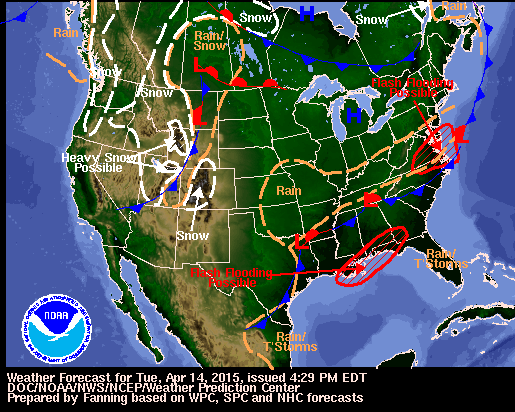 H
Rain
Snow
Snow
Rain
Rain/
Snow
L
Snow
Snow
Flash Flooding
Possible
H
L
L
Heavy Snow
Possible
Rain
L
Snow
Rain/
T'Storms
Flash Flooding
Possible
NOAA
Rain/
T'Storms
Weather Forecast for Tue, Apr 14, 2015, issued 4:29 PM EDT
DOC/NOAA/NWS/NCEP/Weather Prediction Center
Prepared by Fanning based on WPC, SPC and NHC forecasts